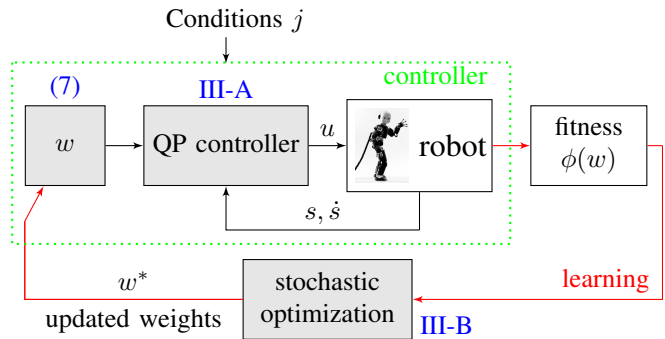 Conditions j
controller
(7)
III-A
w
QP controller
u
robot
fitness
ϕ(w)
s, ṡ
learning
w*
updated weights
stochastic
optimization
III-B